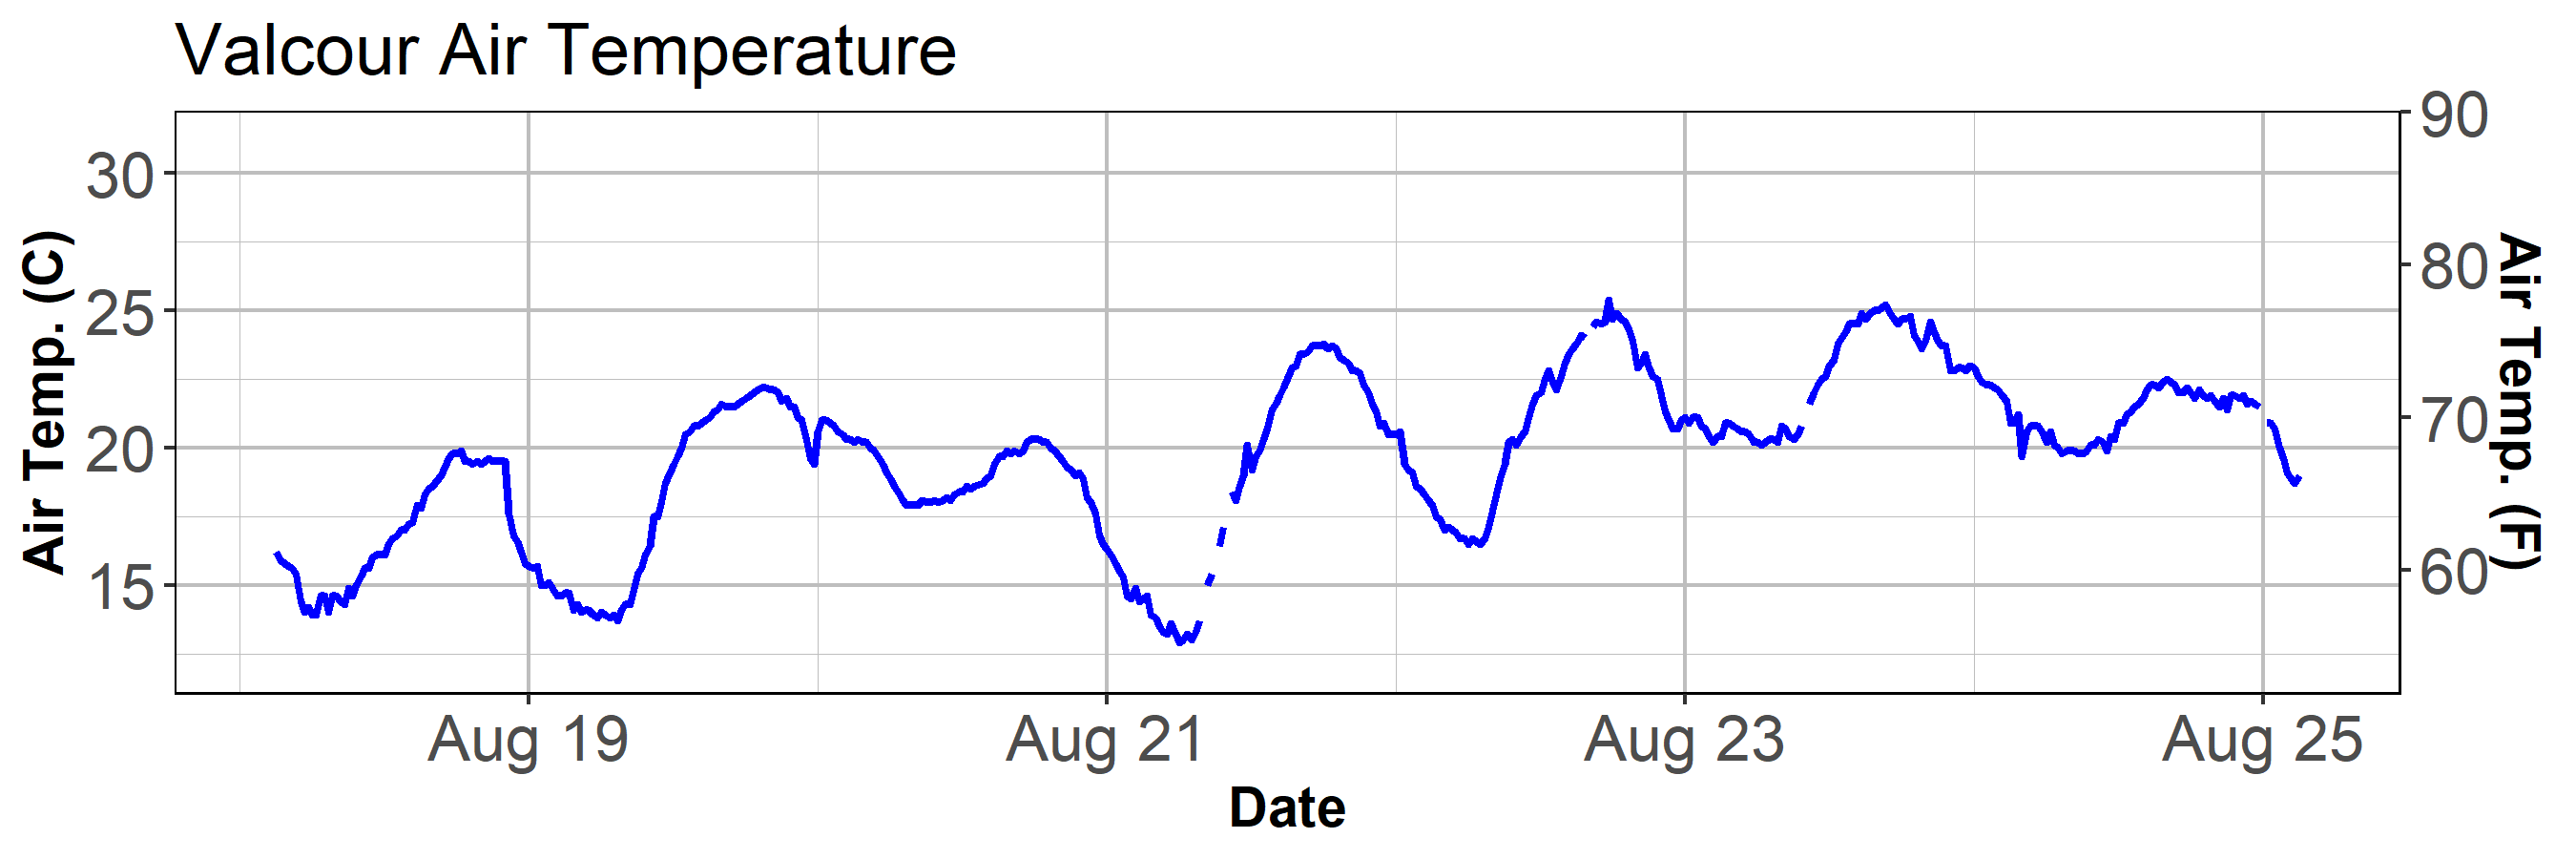 Valcour Air Temperature
Air Temp. (C)
30
25
20
15
90
80
70
60
Air Temp. (F)
Aug 19
Aug 21
Aug 23
Aug 25
Date